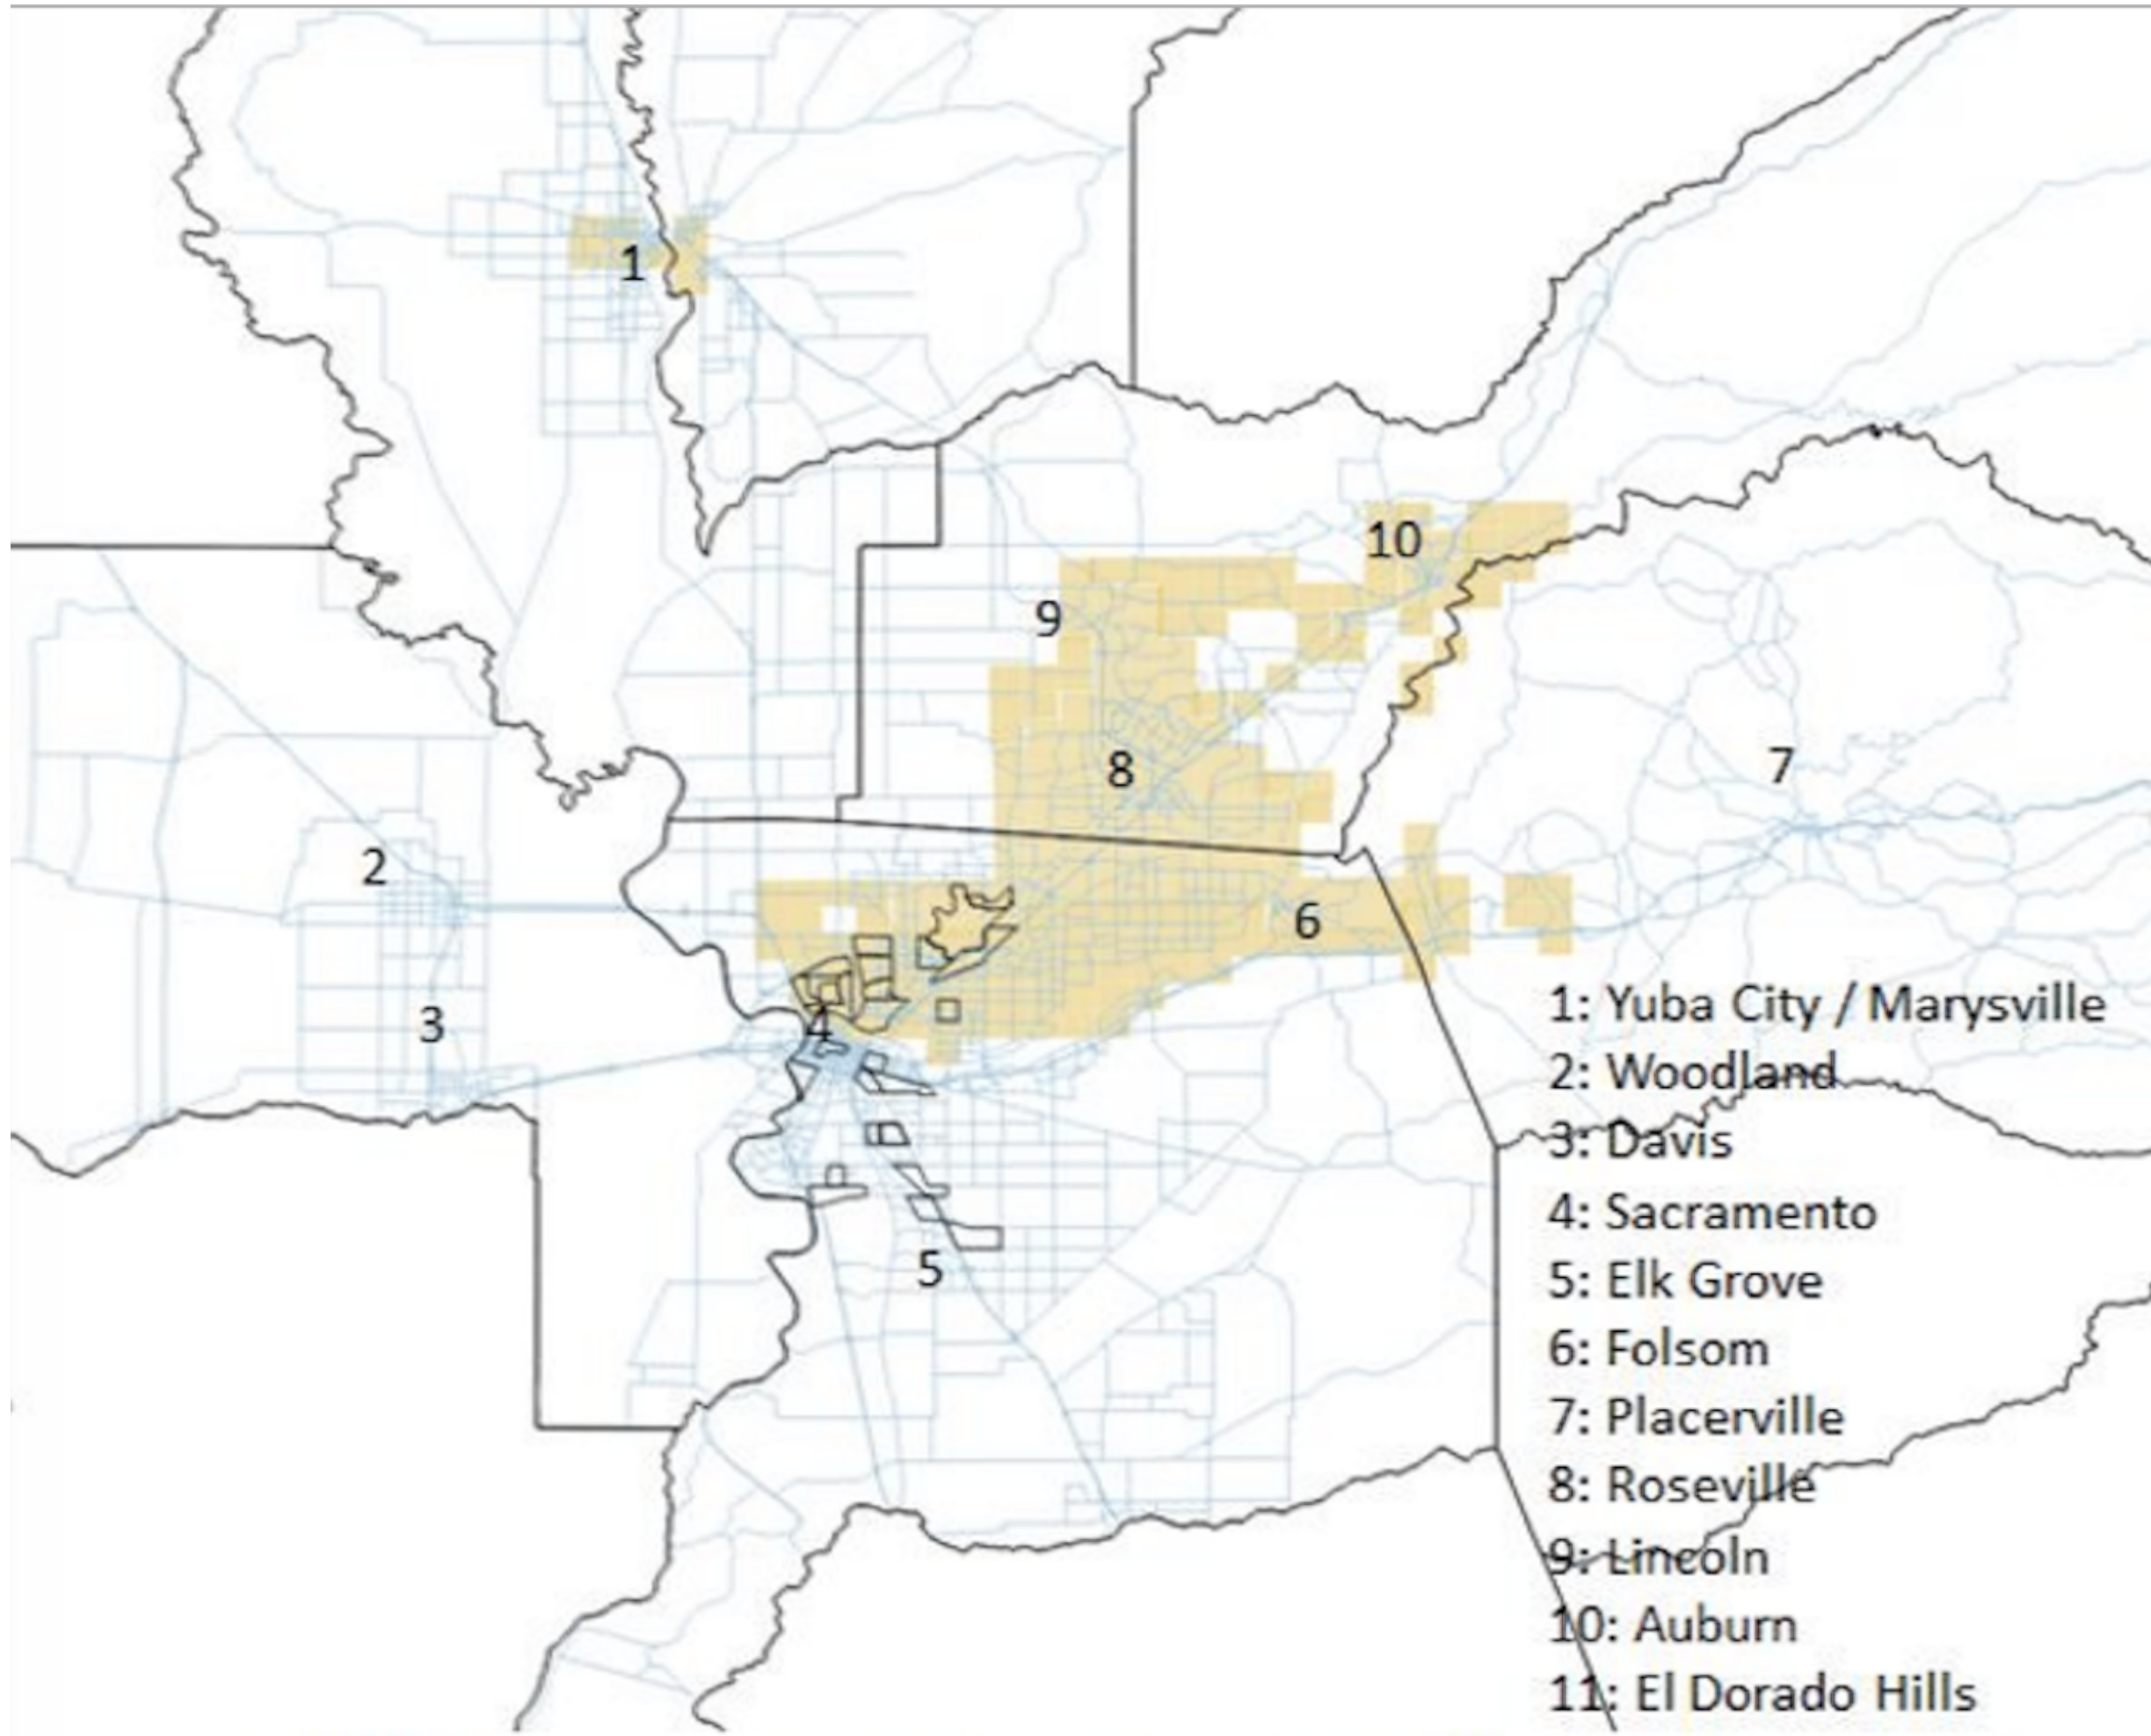 1
10
9
8
7
2
6
3
4
5
1: Yuba City / Marysville
2: Woodland
3: Davis
4: Sacramento
5: Elk Grove
6: Folsom
7: Placerville
8: Roseville
9: Lincoln
10: Auburn
11: El Dorado Hills